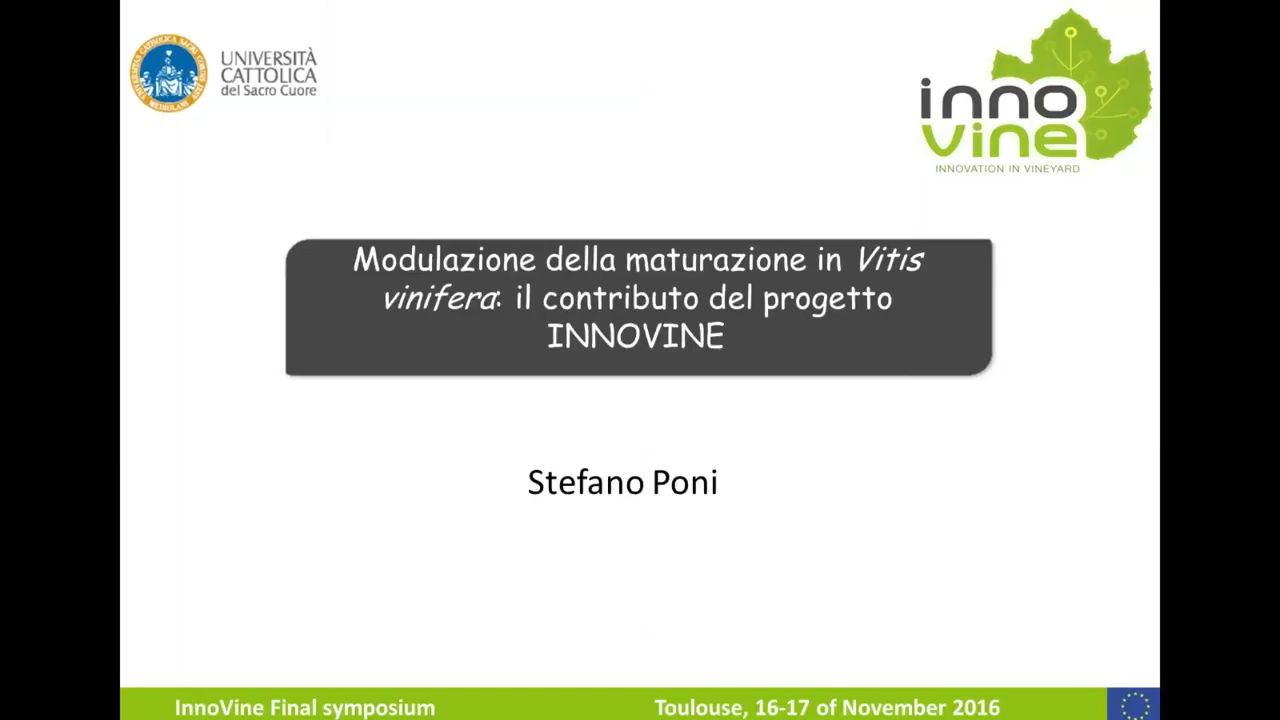 UNIVERSITÀ
CATTOLICA
del Sacro Cuore
inno
vine
INNOVATION IN VINEYARD
Modulazione della maturazione in Vitis
vinifera: il contributo del progetto
INNOVINE
Stefano Poni
InnoVine Final symposium
Toulouse, 16-17 of November 2016